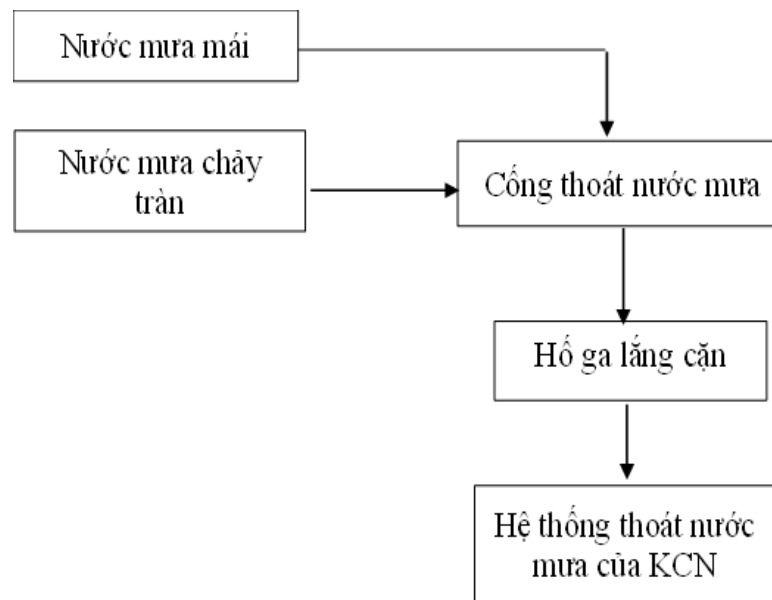 Nước mưa mái
Nước mưa chảy
tràn
Cống thoát nước mưa
Hố ga lắng cặn
Hệ thống thoát nước
mưa của KCN